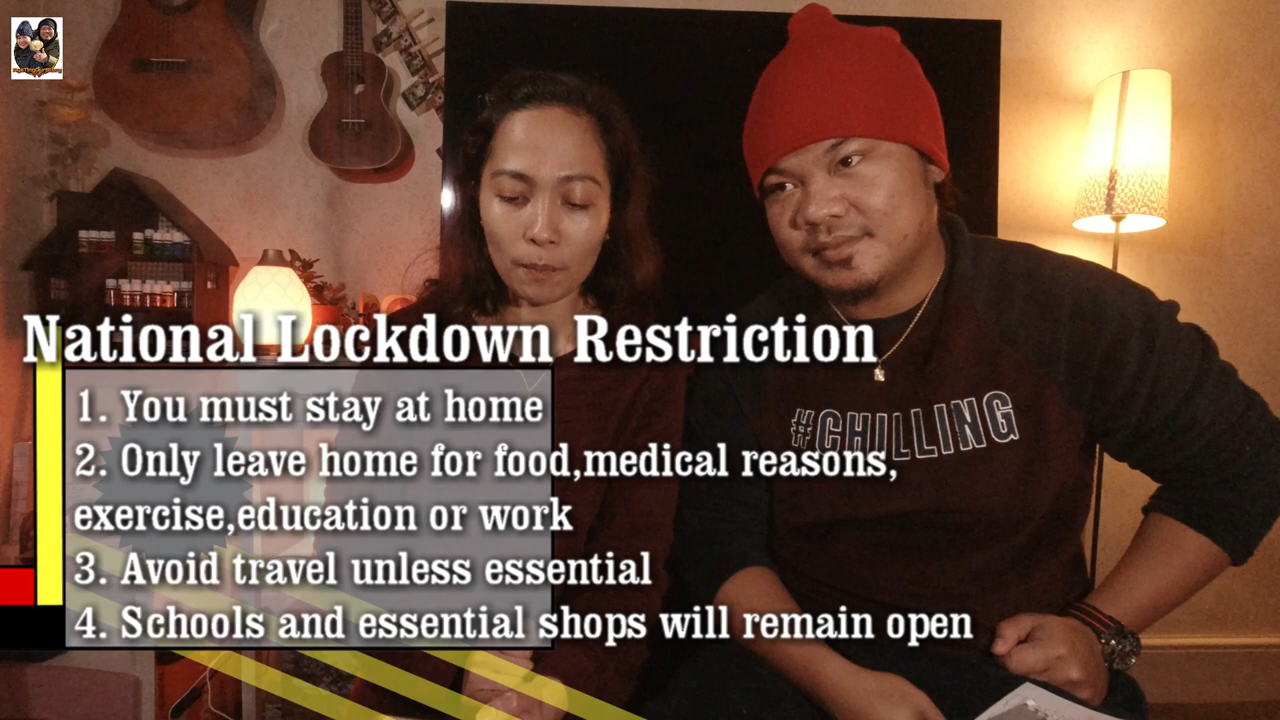 National Lockdown Restriction
1. You must stay at home
2. Only leave home for food,medical reasons,
exercise,education or work
3. Avoid travel unless essential
4. Schools and essential shops will remain open
#CHILLING